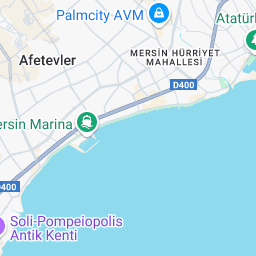 Palmcity AVM
MERSİN HÜRRİYET
MAHALLESİ
Atatürk
Afetevler
D400
ersin Marina
D400
Soli-Pompeiopolis
Antik Kenti